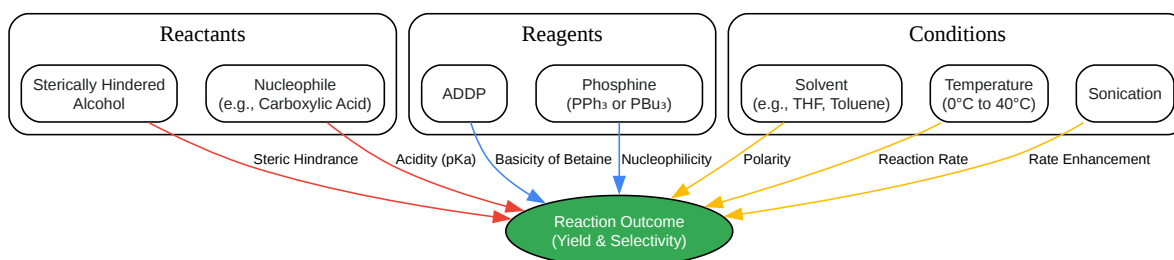 Reactants
Reagents
Conditions
Sterically Hindered
Alcohol
Nucleophile
(e.g., Carboxylic Acid)
ADDP
Phosphine
(PPh₃ or PBu₃)
Solvent
(e.g., THF, Toluene)
Temperature
(0°C to 40°C)
Sonication
Steric Hindrance
Acidity (pKa)
Basicity of Betaine
Nucleophilicity
Polarity
Reaction Rate
Rate Enhancement
Reaction Outcome
(Yield & Selectivity)